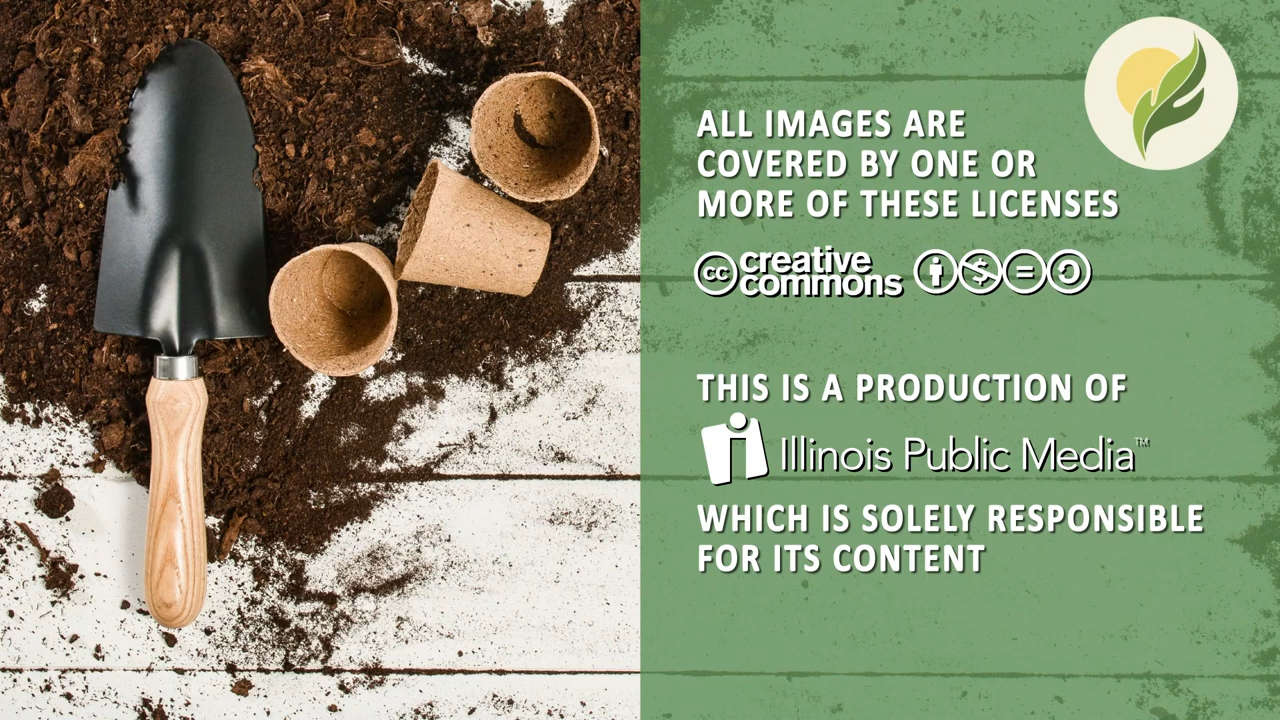 ALL IMAGES ARE
COVERED BY ONE OR
MORE OF THESE LICENSES
cc creative
commons
THIS IS A PRODUCTION OF
Illinois Public Media™
WHICH IS SOLELY RESPONSIBLE
FOR ITS CONTENT